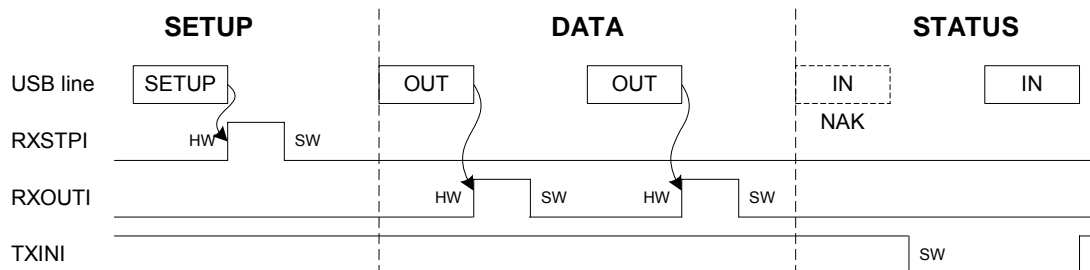 SETUP DATA STATUS
USB line SETUP OUT OUT IN IN
NAK
RXSTPI HW SW
RXOUTI HW SW HW SW
TXINI SW